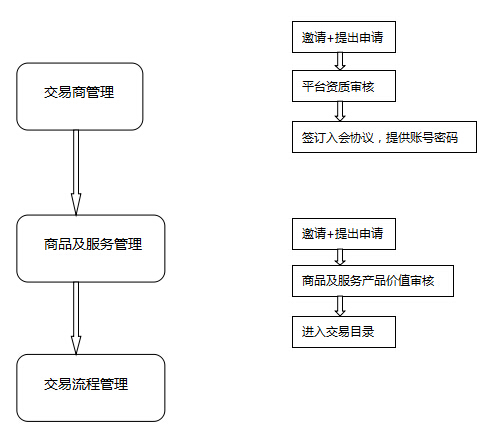 邀请+提出申请
交易商管理
平台资质审核
签订入会协议，提供账号密码
商品及服务管理
邀请+提出申请
商品及服务产品价值审核
进入交易目录
交易流程管理